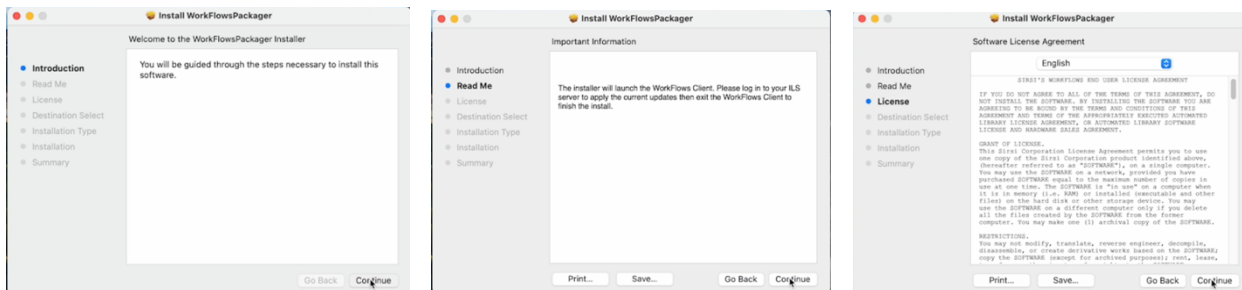 Install WorkFlowsPackager
Welcome to the WorkFlowsPackager Installer
Introduction
Read Me
License
Destination Select
Installation Type
Installation
Summary
You will be guided through the steps necessary to install this
software.
Go Back
Continue
Install WorkFlowsPackager
Important Information
Introduction
Read Me
License
Destination Select
Installation Type
Installation
Summary
The installer will launch the WorkFlows Client. Please log in to your ILS
server to apply the current updates then exit the WorkFlows Client to
finish the install.
Print...
Save...
Go Back
Continue
Install WorkFlowsPackager
Software License Agreement
Introduction
Read Me
License
Destination Select
Installation Type
Installation
Summary
English
SIRSI'S WORKFLOWS END USER LICENSE AGREEMENT
IF YOU DO NOT AGREE TO ALL OF THE TERMS OF THIS AGREEMENT, DO
NOT INSTALL THE SOFTWARE. BY INSTALLING THE SOFTWARE YOU ARE
AGREEING TO BE BOUND BY THE TERMS AND CONDITIONS OF THIS
AGREEMENT AND TERMS OF THE APPROPRIATELY EXECUTED AUTOMATED
LIBRARY LICENSE AGREEMENT, OR AUTOMATED LIBRARY SOFTWARE
LICENSE AND HARDWARE SALES AGREEMENT.
GRANT OF LICENSE.
This Sirsi Corporation License Agreement permits you to use
one copy of the Sirsi Corporation product identified above,
(hereafter referred to as "SOFTWARE"), on a single computer.
You may use the SOFTWARE on a network, provided you have
purchased SOFTWARE equal to the maximum number of copies in
use at one time. The SOFTWARE is "in use" on a computer when
it is in memory (i.e. RAM) or installed (executable and other
files) on the hard disk or other storage device. You may
use the SOFTWARE on a different computer only if you delete
all the files created by the SOFTWARE from the former
computer. You may make one (1) archival copy of the SOFTWARE.
RESTRICTIONS.
You may not modify, translate, reverse engineer, decompile,
disassemble, or create derivative works based on the SOFTWARE;
copy the SOFTWARE (except for archived purposes); rent, lease,
Print...
Save...
Go Back
Continue